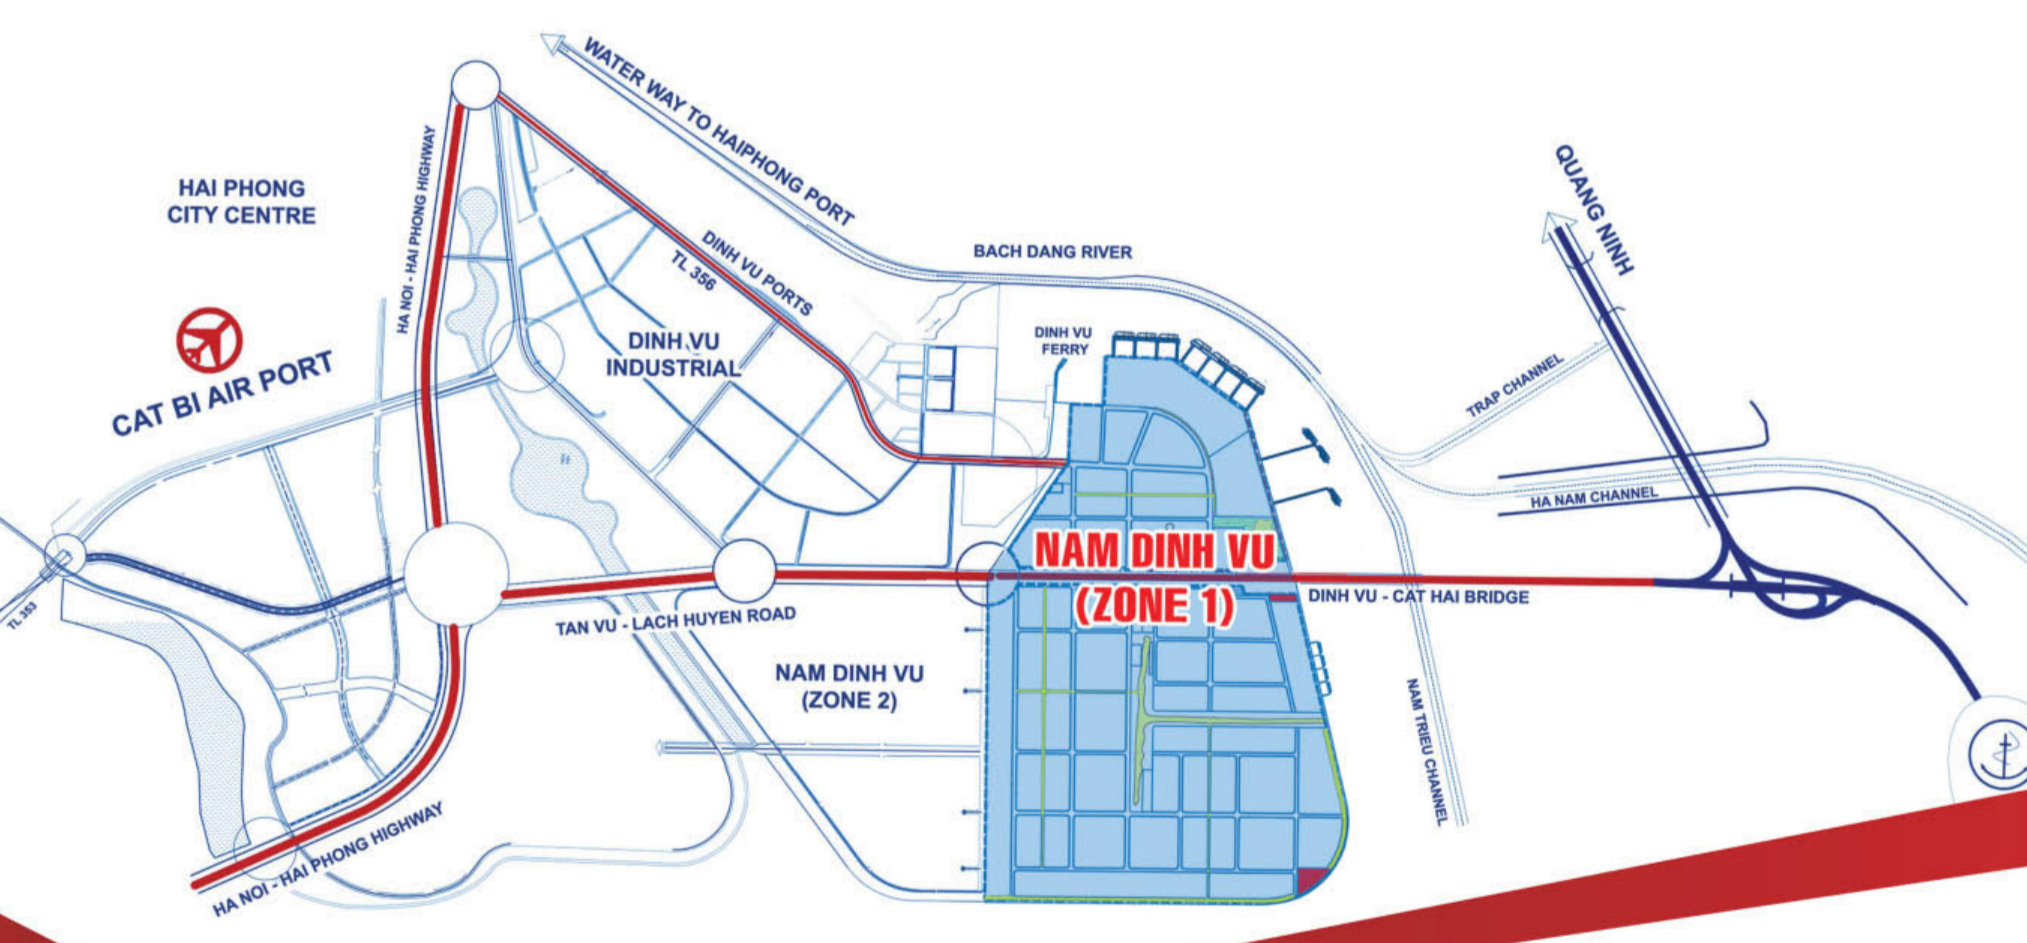 WATER WAY TO HAIPHONG PORT
HAI PHONG
CITY CENTRE
HA NOI - HAI PHONG HIGHWAY
QUANG NINH
BACH DANG RIVER
DINH VU PORTS
TL 356
DINH VU
INDUSTRIAL
DINH VU
FERRY
CAT BI AIR PORT
TRAP CHANNEL
HA NAM CHANNEL
NAM DINH VU
(ZONE 1)
DINH VU - CAT HAI BRIDGE
TL 353
TAN VU - LACH HUYEN ROAD
NAM DINH VU
(ZONE 2)
NAM TRIEU CHANNEL
HA NOI - HAI PHONG HIGHWAY